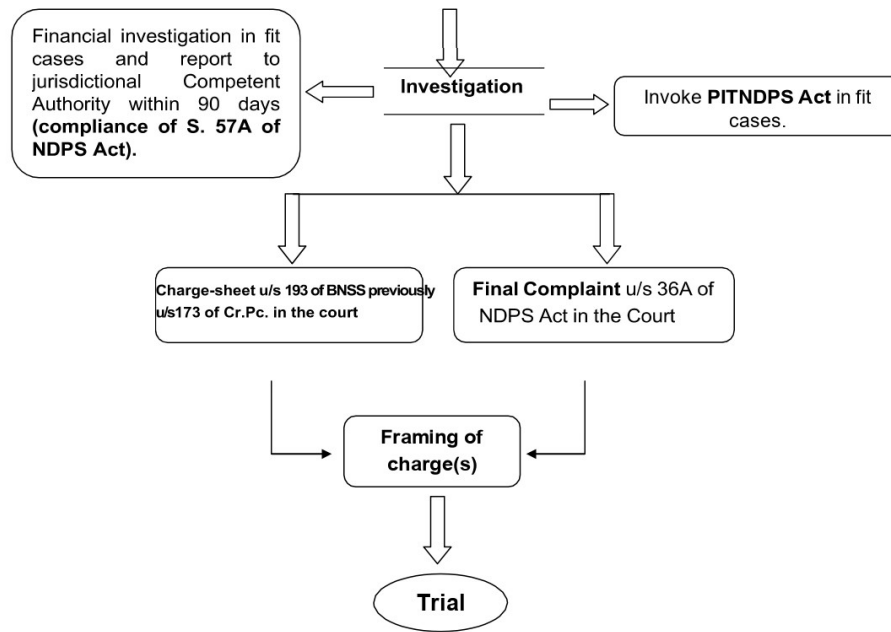 Financial investigation in fit
cases and report to
jurisdictional Competent
Authority within 90 days
(compliance of S. 57A of
NDPS Act).
Investigation
Invoke PITNDPS Act in fit
cases.
Charge-sheet u/s 193 of BNSS previously
u/s173 of Cr.Pc. in the court
Final Complaint u/s 36A of
NDPS Act in the Court
Framing of
charge(s)
Trial